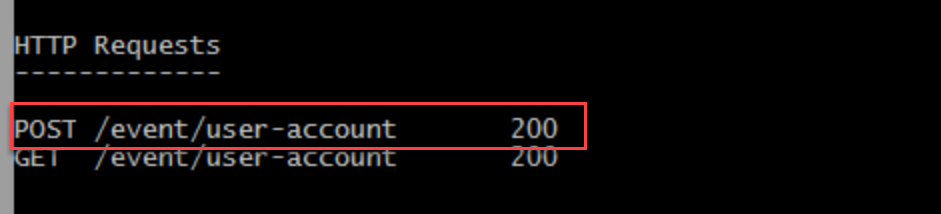 HTTP Requests
-------------
POST /event/user-account 200
GET /event/user-account 200